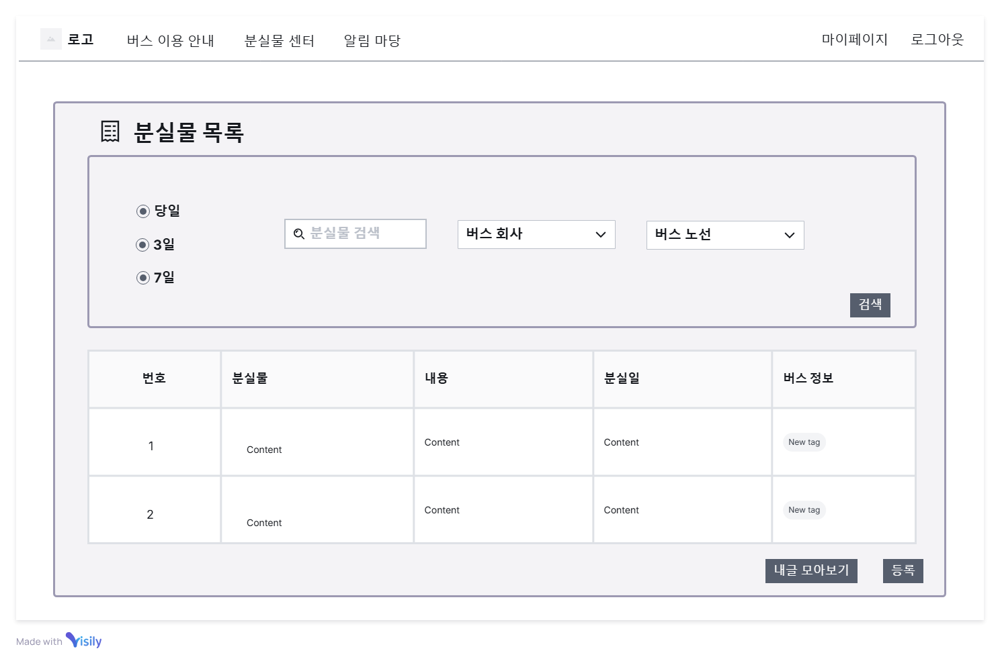 로고 버스 이용 안내 분실물 센터 알림 마당 마이페이지 로그아웃
분실물 목록
당일
3일
7일
분실물 검색 버스 회사 버스 노선
검색
번호 분실물 내용 분실일 버스 정보
1 Content Content Content New tag
2 Content Content Content New tag
내글 모아보기 등록
Made with Visily